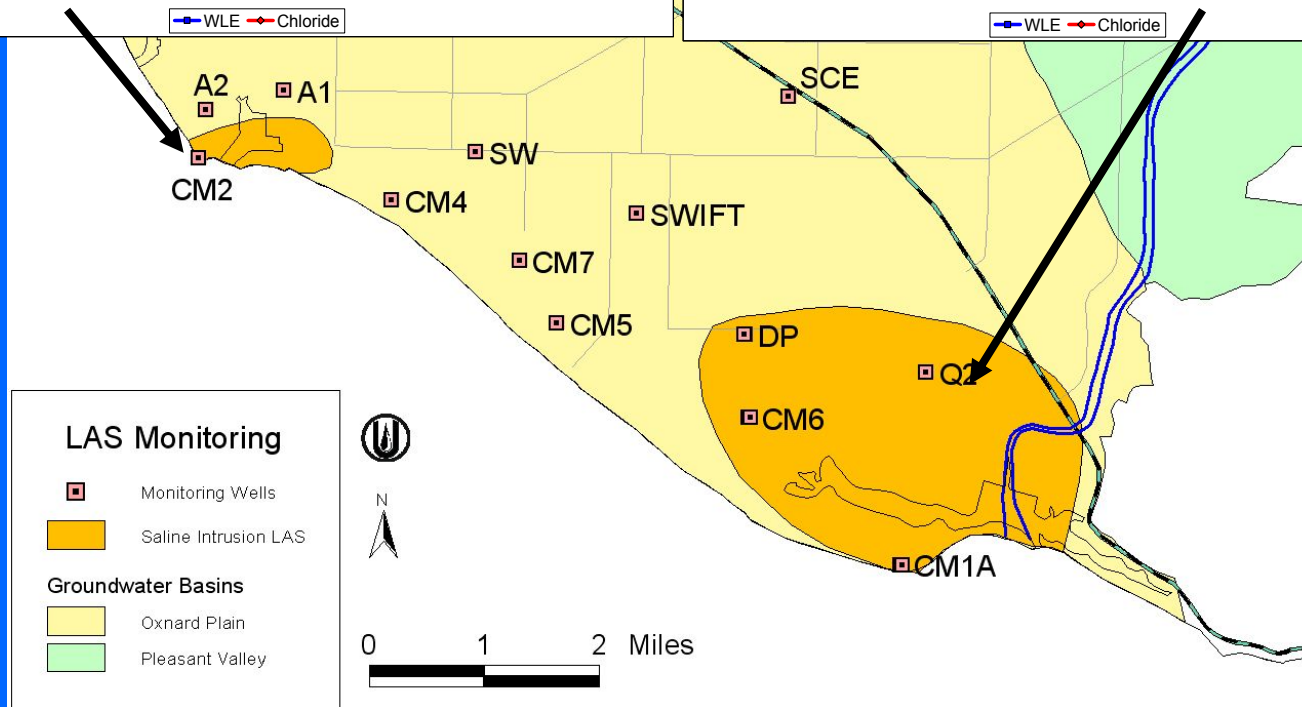 WLE Chloride
WLE Chloride
A2
A1
SCE
SW
CM2
CM4
SWIFT
CM7
CM5
DP
Q2
CM6
CM1A
LAS Monitoring
Monitoring Wells
Saline Intrusion LAS
Groundwater Basins
Oxnard Plain
Pleasant Valley
N
0 1 2 Miles